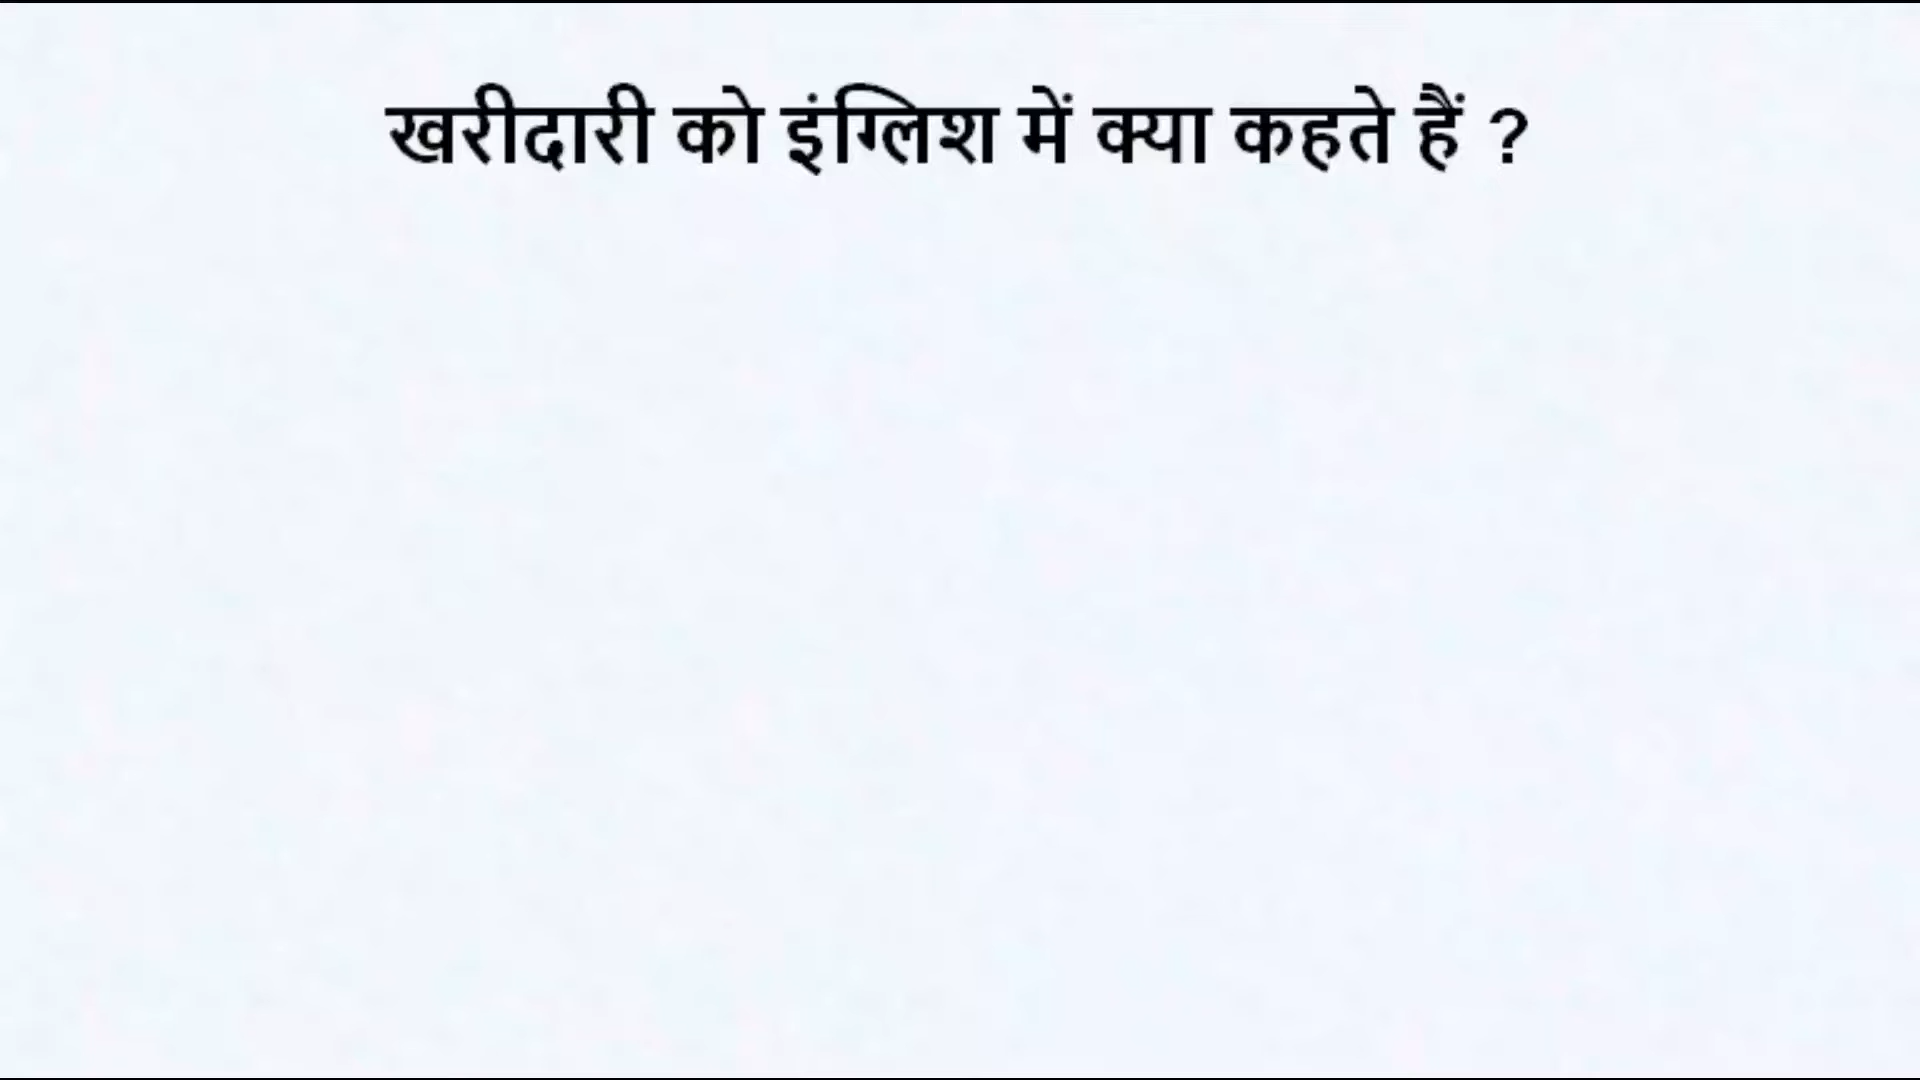 खरीदारी को इंग्लिश में क्या कहते हैं ?